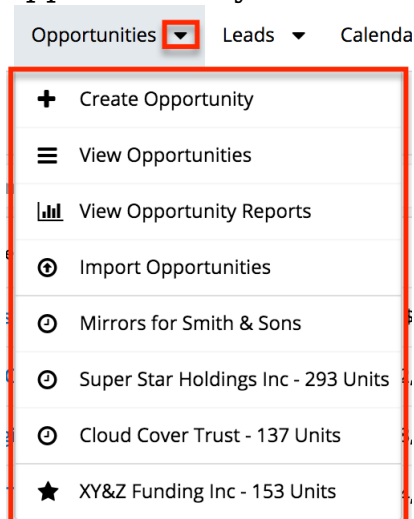 Opportunities Leads Calenda
Create Opportunity
View Opportunities
View Opportunity Reports
Import Opportunities
Mirrors for Smith & Sons
Super Star Holdings Inc - 293 Units
Cloud Cover Trust - 137 Units
XY&Z Funding Inc - 153 Units